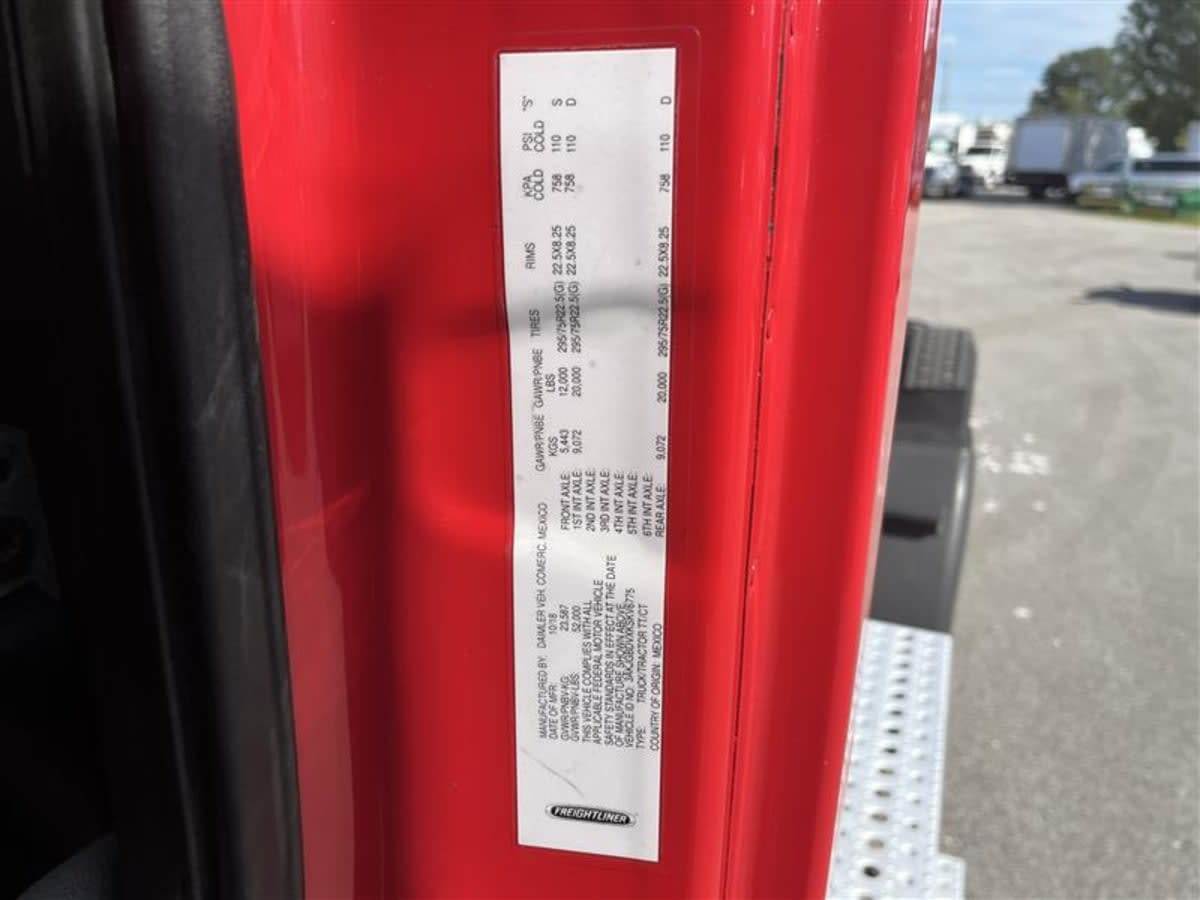 FREIGHTLINER
MANUFACTURED BY: DAIMLER VEH. COMERC. MEXICO
DATE OF MFR: 10/18
GVWR/PNBV-KG: 23,587
GVWR/PNBV-LBS: 52,000
THIS VEHICLE COMPLIES WITH ALL
APPLICABLE FEDERAL MOTOR VEHICLE
SAFETY STANDARDS IN EFFECT AT THE DATE
OF MANUFACTURE SHOWN ABOVE
VEHICLE ID NO:
TYPE: TRUCK/TRACTOR TT/CT
COUNTRY OF ORIGIN: MEXICO
GAWR/PNBE GAWR/PNBE TIRES RIMS KPA PSI "S"
KGS LBS COLD COLD
FRONT AXLE: 5,443 12,000 295/75R22.5(G) 22.5X8.25 758 110 S
1ST INT AXLE: 9,072 20,000 295/75R22.5(G) 22.5X8.25 758 110 D
2ND INT AXLE:
3RD INT AXLE:
4TH INT AXLE:
5TH INT AXLE:
6TH INT AXLE:
REAR AXLE: 9,072 20,000 295/75R22.5(G) 22.5X8.25 758 110 D